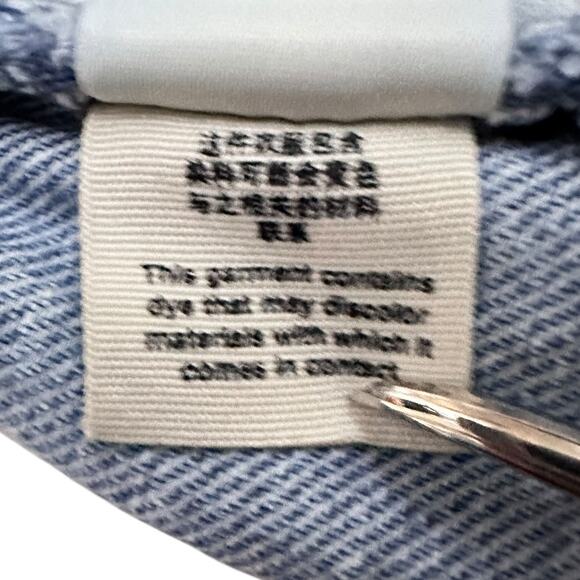 这件衣服包含
染料可能会黄色
与之相关的材料
联系
This garment contains
dye that may discolor
materials with which it
comes in contact